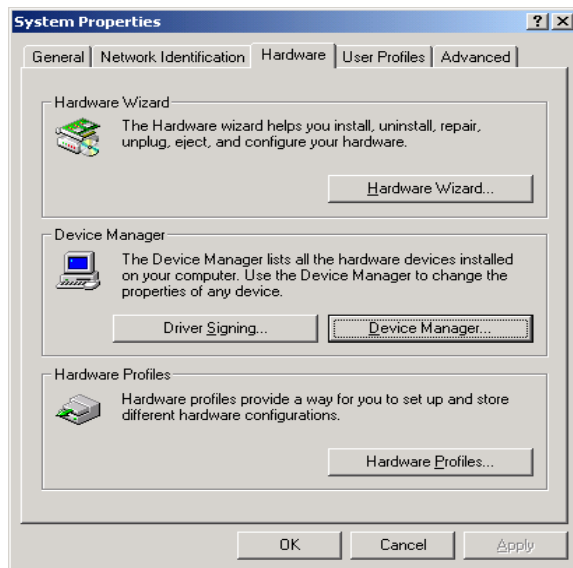 System Properties
General Network Identification Hardware User Profiles Advanced
Hardware Wizard
The Hardware wizard helps you install, uninstall, repair,
unplug, eject, and configure your hardware.
Hardware Wizard...
Device Manager
The Device Manager lists all the hardware devices installed
on your computer. Use the Device Manager to change the
properties of any device.
Driver Signing... Device Manager...
Hardware Profiles
Hardware profiles provide a way for you to set up and store
different hardware configurations.
Hardware Profiles...
OK Cancel Apply